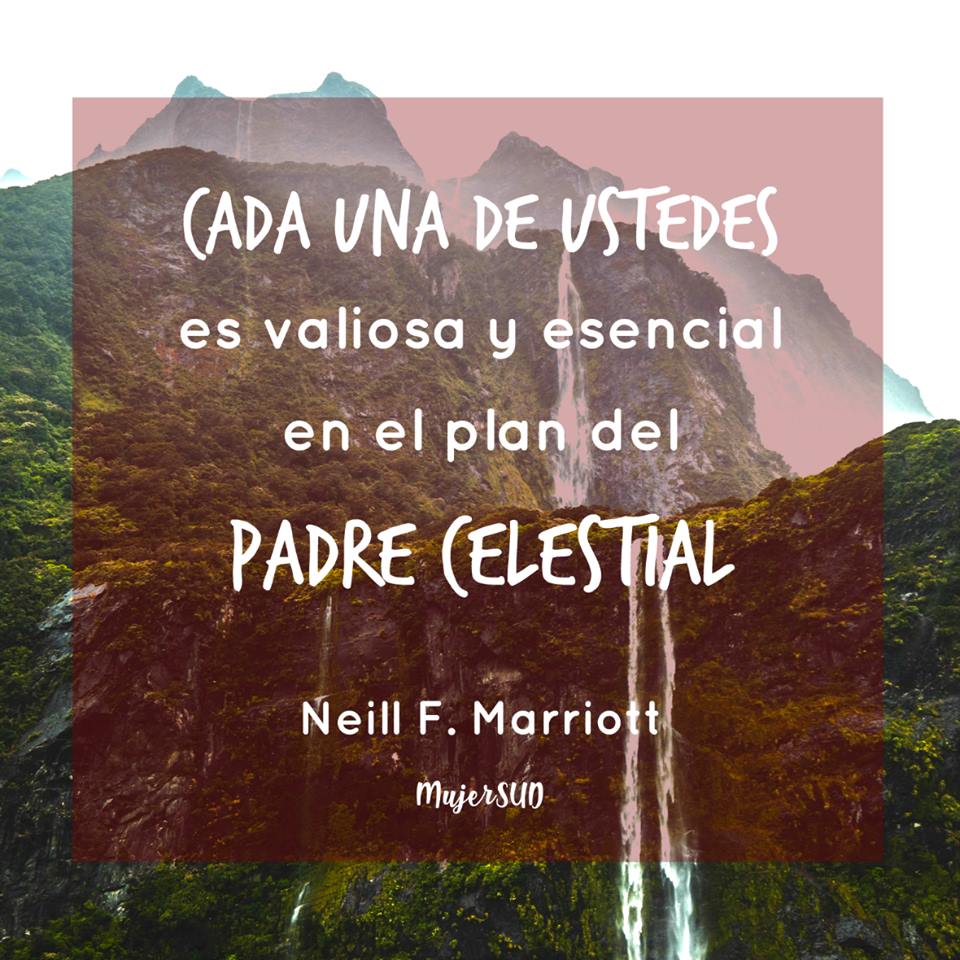 CADA UNA DE USTEDES
es valiosa y esencial
en el plan del
PADRE CELESTIAL
Neill F. Marriott
MujerSUD